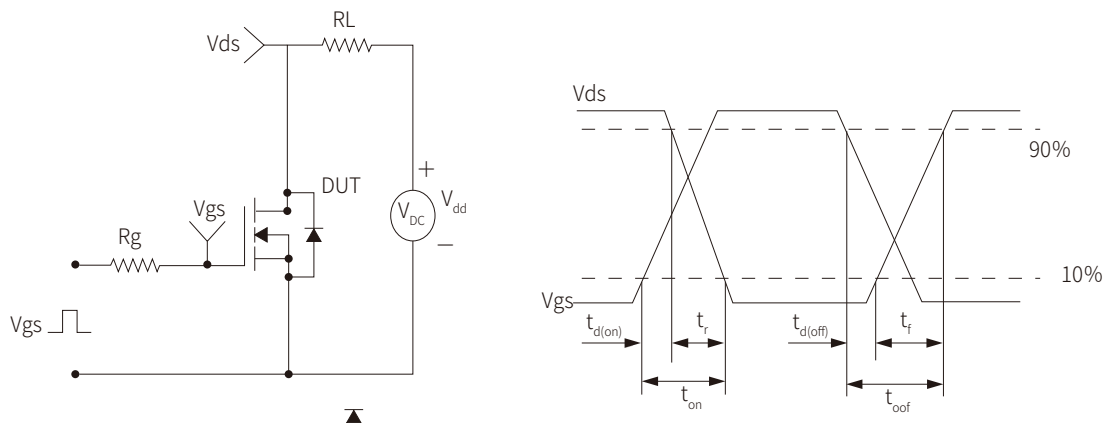 RL
Vds
+
DUT
V_DC
V_dd
−
Vgs
Rg
Vgs
Vds
90%
10%
Vgs
t_d(on)
t_r
t_d(off)
t_f
t_on
t_oof